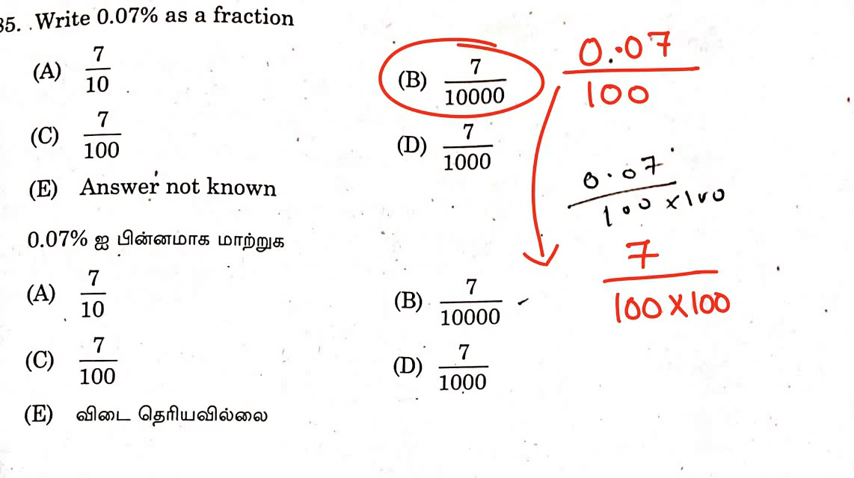 35. Write 0.07% as a fraction
(A) 7/10
(B) 7/10000
(C) 7/100
(D) 7/1000
(E) Answer not known
0.07% ஐ பின்னமாக மாற்றுக
(A) 7/10
(B) 7/10000
(C) 7/100
(D) 7/1000
(E) விடை தெரியவில்லை
0.07/100
0.07/100×100
7/100×100